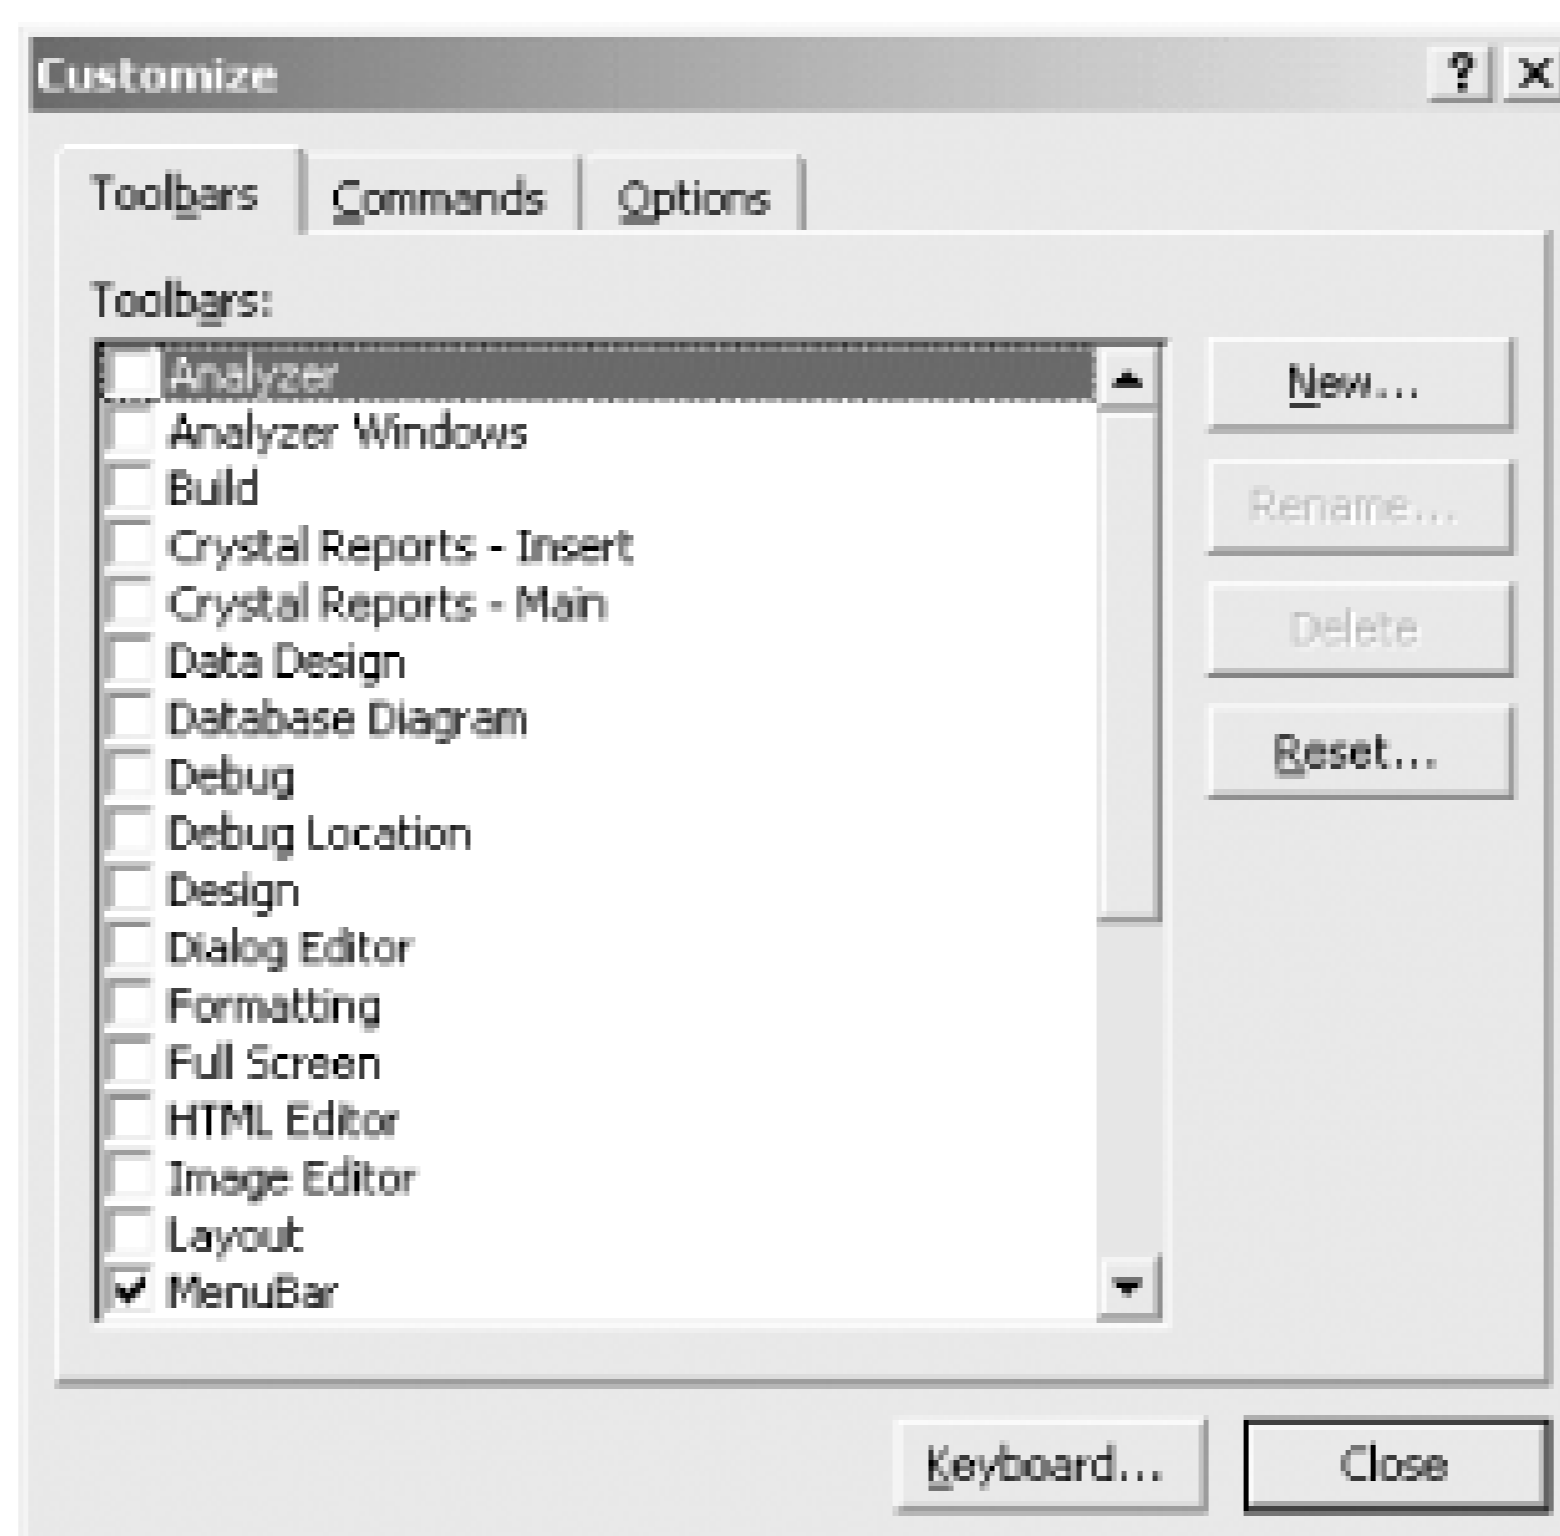 Customize
Toolbars Commands Options
Toolbars:
Analyzer
Analyzer Windows
Build
Crystal Reports - Insert
Crystal Reports - Main
Data Design
Database Diagram
Debug
Debug Location
Design
Dialog Editor
Formatting
Full Screen
HTML Editor
Image Editor
Layout
MenuBar
New...
Rename...
Delete
Reset...
Keyboard... Close